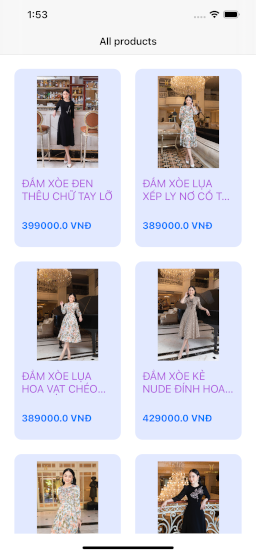 1:53
All products
ĐẦM XÒE ĐEN
THÊU CHỮ TAY LỠ
399000.0 VNĐ
ĐẦM XÒE LỤA
XẾP LY NƠ CỔ T...
389000.0 VNĐ
ĐẦM XÒE LỤA
HOA VẠT CHÉO...
389000.0 VNĐ
ĐẦM XÒE KẺ
NUDE ĐÍNH HOA...
429000.0 VNĐ